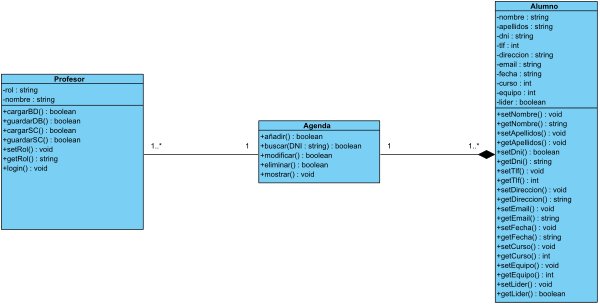 Profesor
-rol : string
-nombre : string
+cargarBD() : boolean
+guardarDB() : boolean
+cargarSC() : boolean
+guardarSC() : boolean
+setRol() : void
+getRol() : string
+login() : void
1..*
1
Agenda
+añadir() : boolean
+buscar(DNI : string) : boolean
+modificar() : boolean
+eliminar() : boolean
+mostrar() : void
1
1..*
Alumno
-nombre : string
-apellidos : string
-dni : string
-tlf : int
-direccion : string
-email : string
-fecha : string
-curso : int
-equipo : int
-lider : boolean
+setNombre() : void
+getNombre() : string
+setApellidos() : void
+getApellidos() : void
+setDni() : boolean
+getDni() : string
+setTlf() : void
+getTlf() : int
+setDireccion() : void
+getDireccion() : string
+setEmail() : void
+getEmail() : string
+setFecha() : void
+getFecha() : string
+setCurso() : void
+getCurso() : int
+setEquipo() : void
+getEquipo() : int
+setLider() : void
+getLider() : boolean